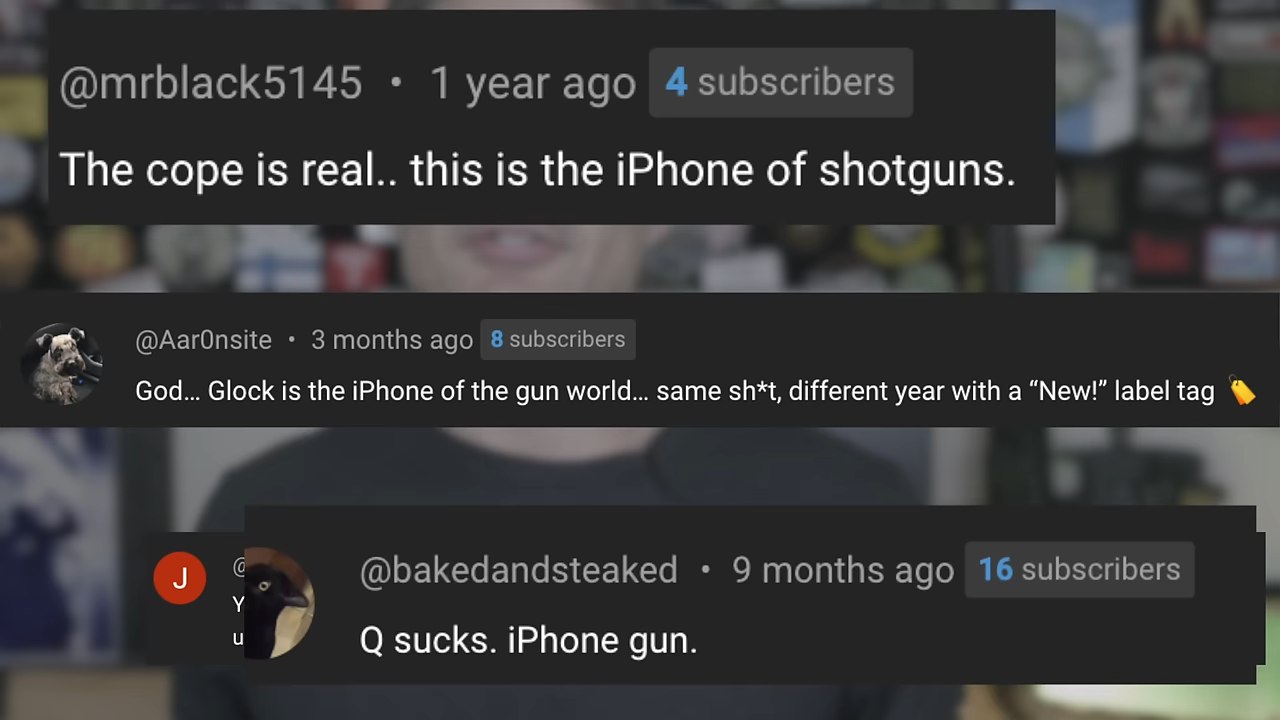 @mrblack5145 • 1 year ago 4 subscribers
The cope is real.. this is the iPhone of shotguns.
@Aar0nsite • 3 months ago 8 subscribers
God... Glock is the iPhone of the gun world... same sh*t, different year with a “New!” label tag 🏷️
J
@bakedandsteaked • 9 months ago 16 subscribers
Q sucks. iPhone gun.